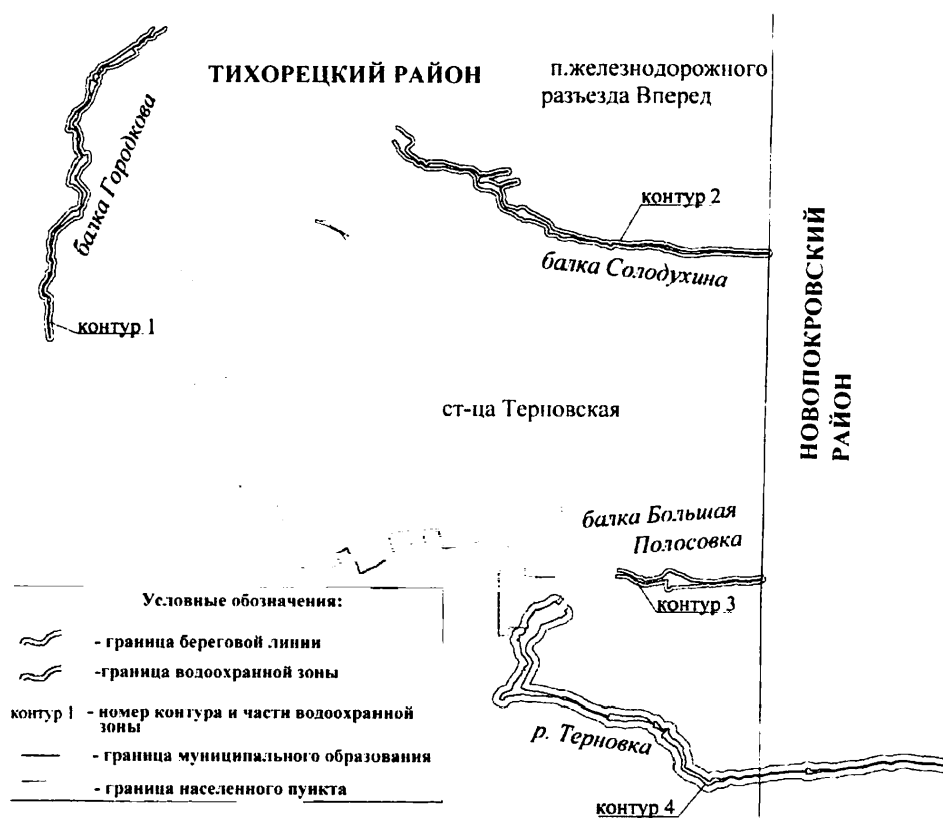 ТИХОРЕЦКИЙ РАЙОН
п.железнодорожного
разъезда Вперед
балка Городкова
контур 2
балка Солодухина
НОВОПОКРОВСКИЙ
РАЙОН
контур 1
ст-ца Терновская
балка Большая
Полосовка
контур 3
Условные обозначения:
- граница береговой линии
-граница водоохранной зоны
контур 1 - номер контура и части водоохранной
зоны
- граница муниципального образования
- граница населенного пункта
р. Терновка
контур 4